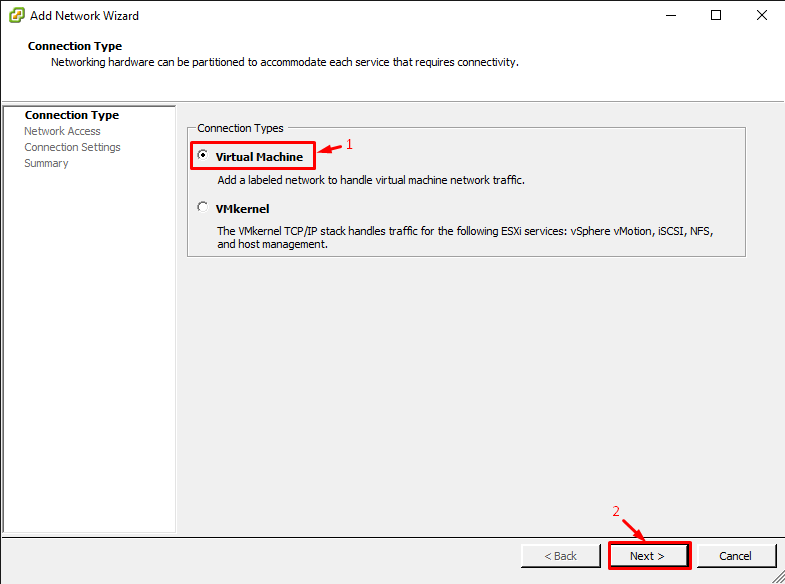 Add Network Wizard
Connection Type
Networking hardware can be partitioned to accommodate each service that requires connectivity.
Connection Type
Network Access
Connection Settings
Summary
Connection Types
Virtual Machine
1
Add a labeled network to handle virtual machine network traffic.
VMkernel
The VMkernel TCP/IP stack handles traffic for the following ESXi services: vSphere vMotion, iSCSI, NFS,
and host management.
2
< Back
Next >
Cancel